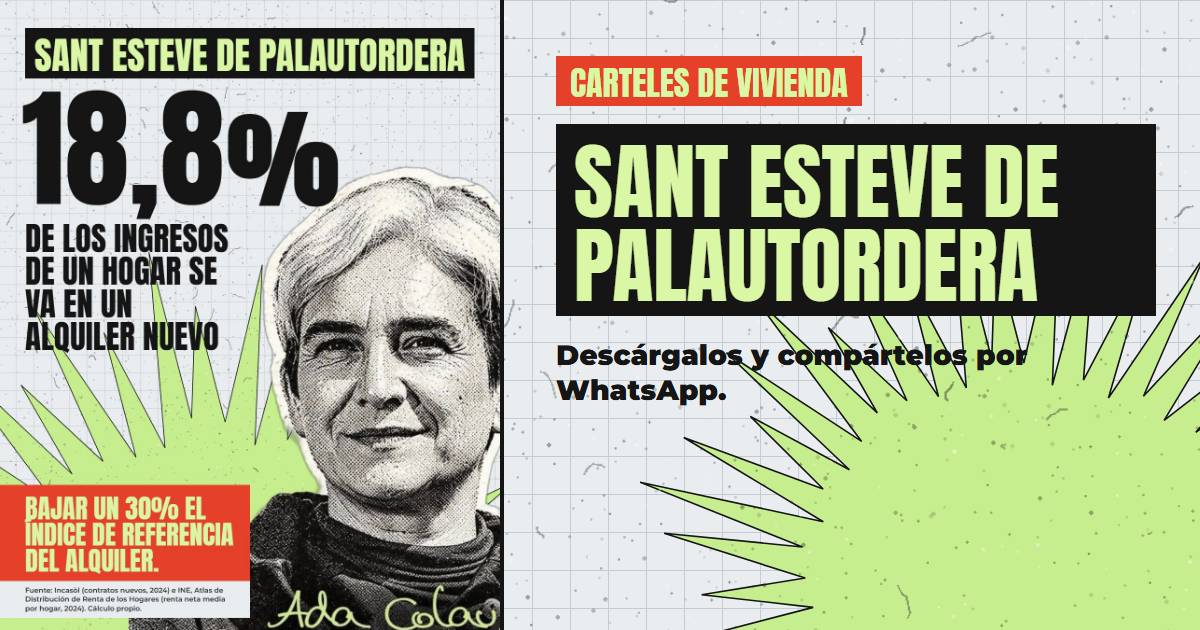 SANT ESTEVE DE PALAUTORDERA
18,8%
DE LOS INGRESOS
DE UN HOGAR SE
VA EN UN
ALQUILER NUEVO
BAJAR UN 30% EL
ÍNDICE DE REFERENCIA
DEL ALQUILER.
Fuente: Incasòl (contratos nuevos, 2024) e INE, Atlas de
Distribución de Renta de los Hogares (renta neta media
por hogar, 2024). Cálculo propio.
Ada Colau
CARTELES DE VIVIENDA
SANT ESTEVE DE
PALAUTORDERA
Descárgalos y compártelos por
WhatsApp.